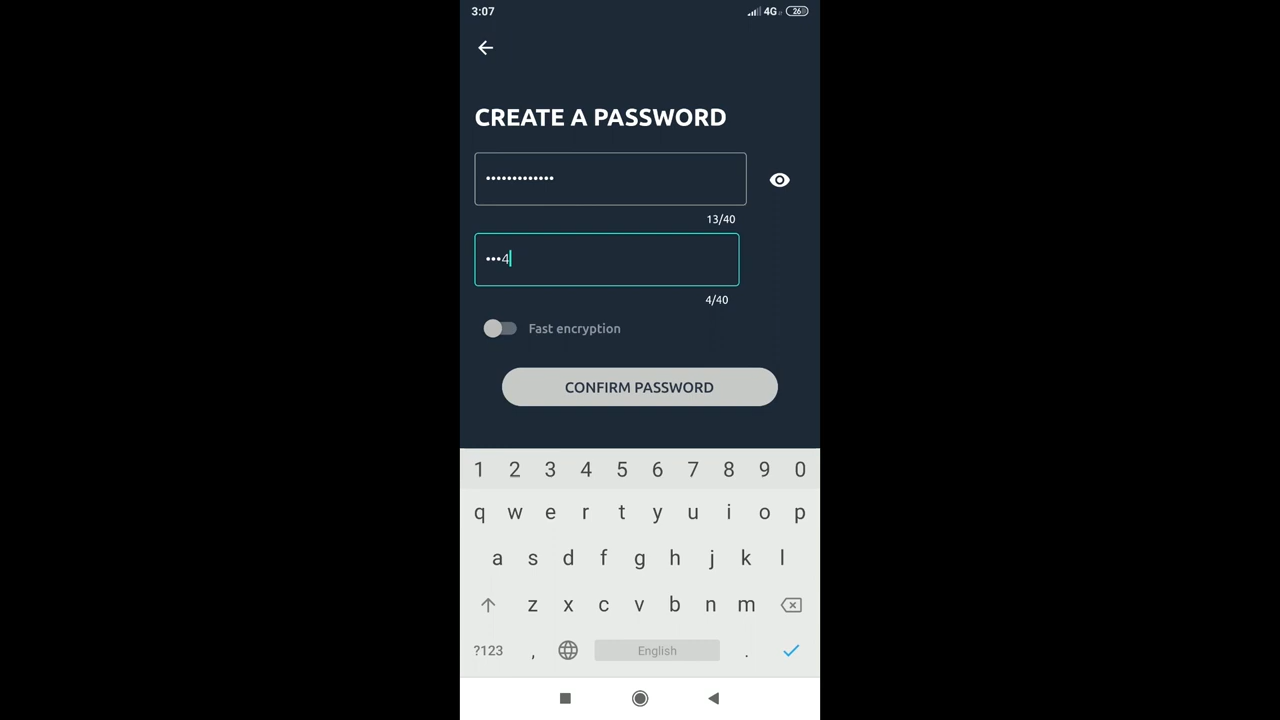 3:07 4G 26
CREATE A PASSWORD
•••••••••••••
13/40
•••4
4/40
Fast encryption
CONFIRM PASSWORD
1 2 3 4 5 6 7 8 9 0
q w e r t y u i o p
a s d f g h j k l
z x c v b n m
?123 , English .